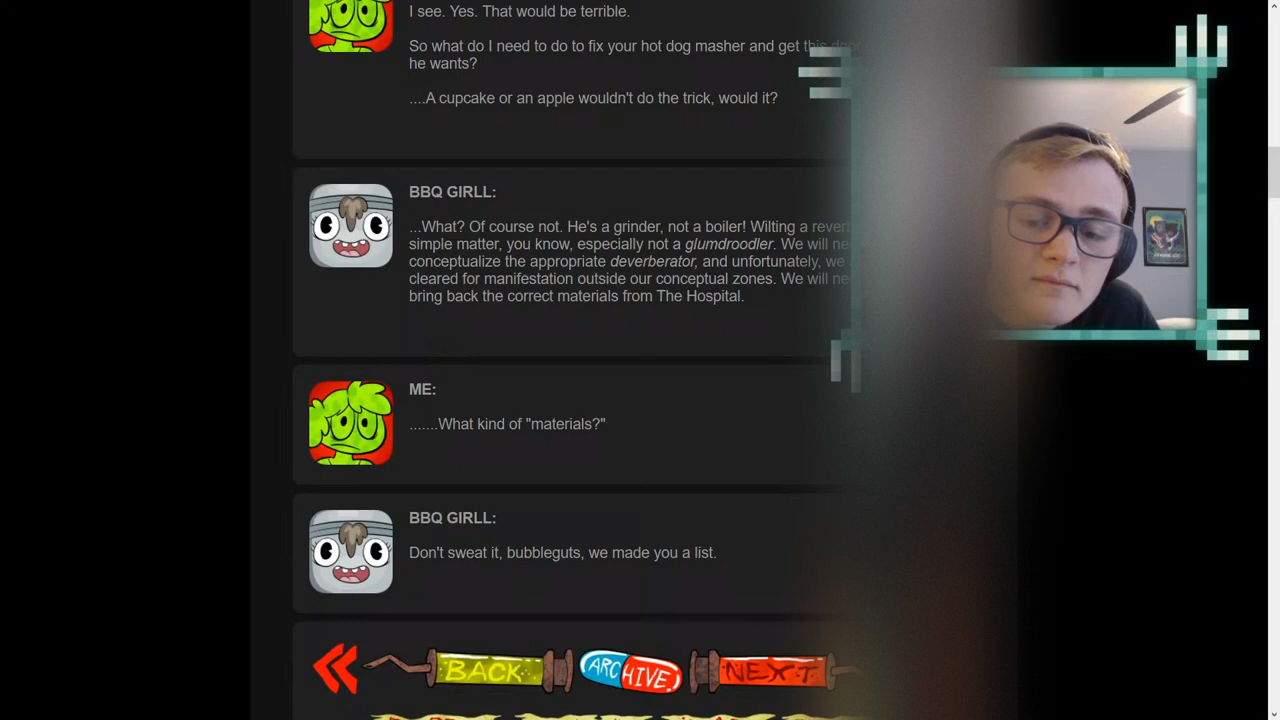 I see. Yes. That would be terrible.
So what do I need to do to fix your hot dog masher and get this door
he wants?
....A cupcake or an apple wouldn't do the trick, would it?
BBQ GIRLL:
...What? Of course not. He's a grinder, not a boiler! Wilting a
simple matter, you know, especially not a glumdroodler. We will
conceptualize the appropriate deverberator, and unfortunately, we
cleared for manifestation outside our conceptual zones. We will
bring back the correct materials from The Hospital.
ME:
.......What kind of "materials?"
BBQ GIRLL:
Don't sweat it, bubbleguts, we made you a list.
BACK ARCHIVE NEXT